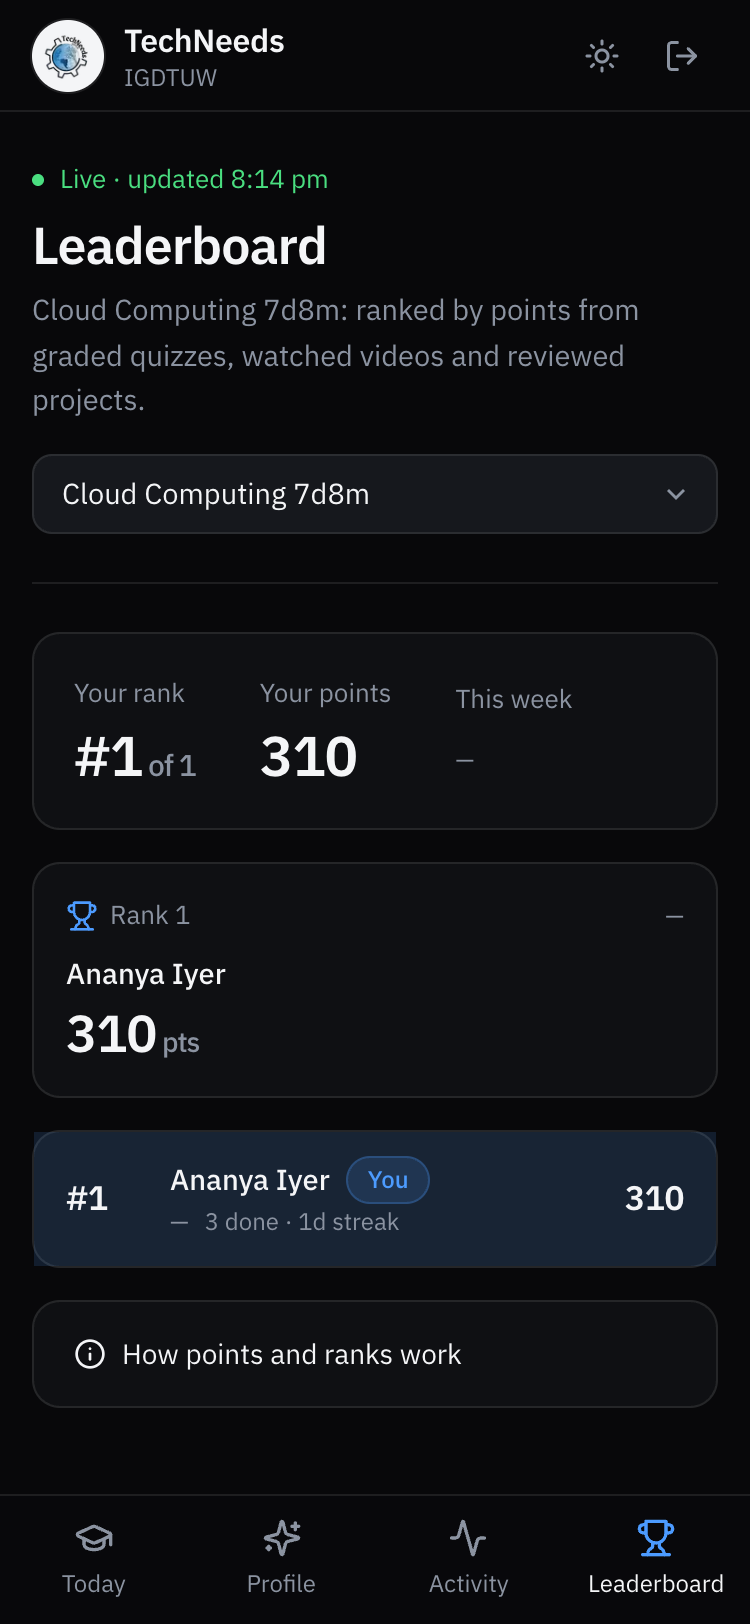 TechNeeds
TechNeeds
IGDTUW
Live · updated 8:14 pm
Leaderboard
Cloud Computing 7d8m: ranked by points from
graded quizzes, watched videos and reviewed
projects.
Cloud Computing 7d8m
Your rank
Your points
This week
#1 of 1
310
–
Rank 1
–
Ananya Iyer
310 pts
#1
Ananya Iyer
You
– 3 done · 1d streak
310
How points and ranks work
Today
Profile
Activity
Leaderboard